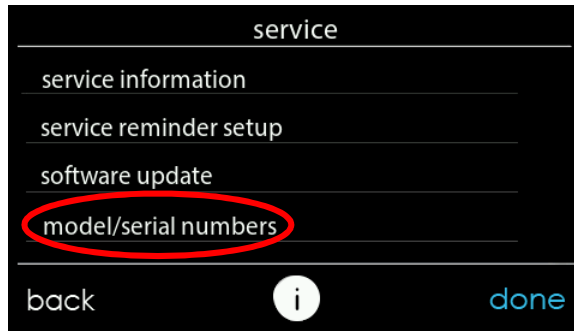 service
service information
service reminder setup
software update
model/serial numbers
back i done